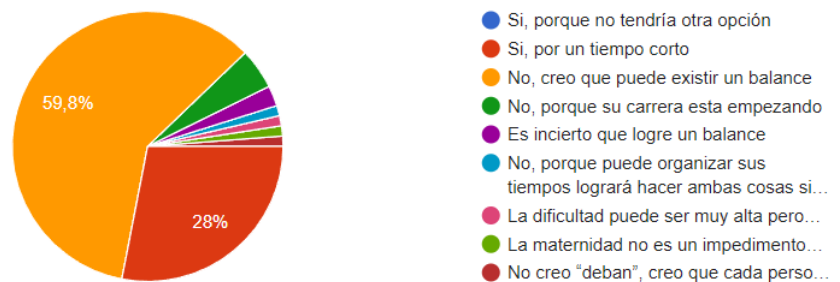 59,8%
28%
Si, porque no tendría otra opción
Si, por un tiempo corto
No, creo que puede existir un balance
No, porque su carrera esta empezando
Es incierto que logre un balance
No, porque puede organizar sus
tiempos logrará hacer ambas cosas si…
La dificultad puede ser muy alta pero…
La maternidad no es un impedimento…
No creo “deban”, creo que cada perso…